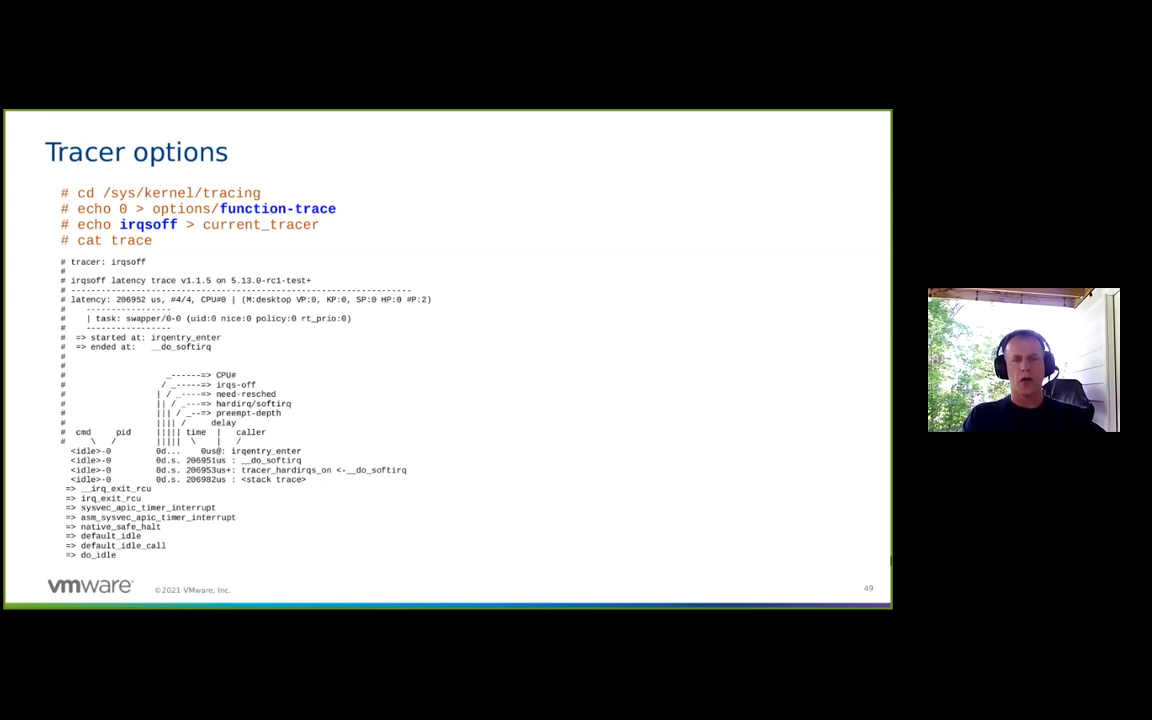 Tracer options
# cd /sys/kernel/tracing
# echo 0 > options/function-trace
# echo irqsoff > current_tracer
# cat trace
# tracer: irqsoff
#
# irqsoff latency trace v1.1.5 on 5.13.0-rc1-test+
# --------------------------------------------------------------------
# latency: 206952 us, #4/4, CPU#0 | (M:desktop VP:0, KP:0, SP:0 HP:0 #P:2)
#    -----------------
#    | task: swapper/0-0 (uid:0 nice:0 policy:0 rt_prio:0)
#    -----------------
#  => started at: irqentry_enter
#  => ended at:   __do_softirq
#
#
#                    _------=> CPU#
#                   / _-----=> irqs-off
#                  | / _----=> need-resched
#                  || / _---=> hardirq/softirq
#                  ||| / _--=> preempt-depth
#                  |||| /     delay
#  cmd     pid     ||||| time  |   caller
#     \   /        |||||  \    |   /
  <idle>-0         0d...    0us@: irqentry_enter
  <idle>-0         0d.s. 206951us : __do_softirq
  <idle>-0         0d.s. 206953us+: tracer_hardirqs_on <-__do_softirq
  <idle>-0         0d.s. 206982us : <stack trace>
 => __irq_exit_rcu
 => irq_exit_rcu
 => sysvec_apic_timer_interrupt
 => asm_sysvec_apic_timer_interrupt
 => native_safe_halt
 => default_idle
 => default_idle_call
 => do_idle
vmware
©2021 VMware, Inc.
49